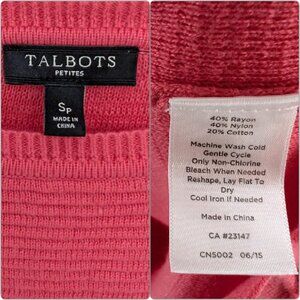 TALBOTS
PETITES
SP
MADE IN
CHINA
40% Rayon
40% Nylon
20% Cotton
Machine Wash Cold
Gentle Cycle
Only Non-Chlorine
Bleach When Needed
Reshape, Lay Flat To
Dry
Cool Iron If Needed
Made in China
CA #23147
CN5002 06/15